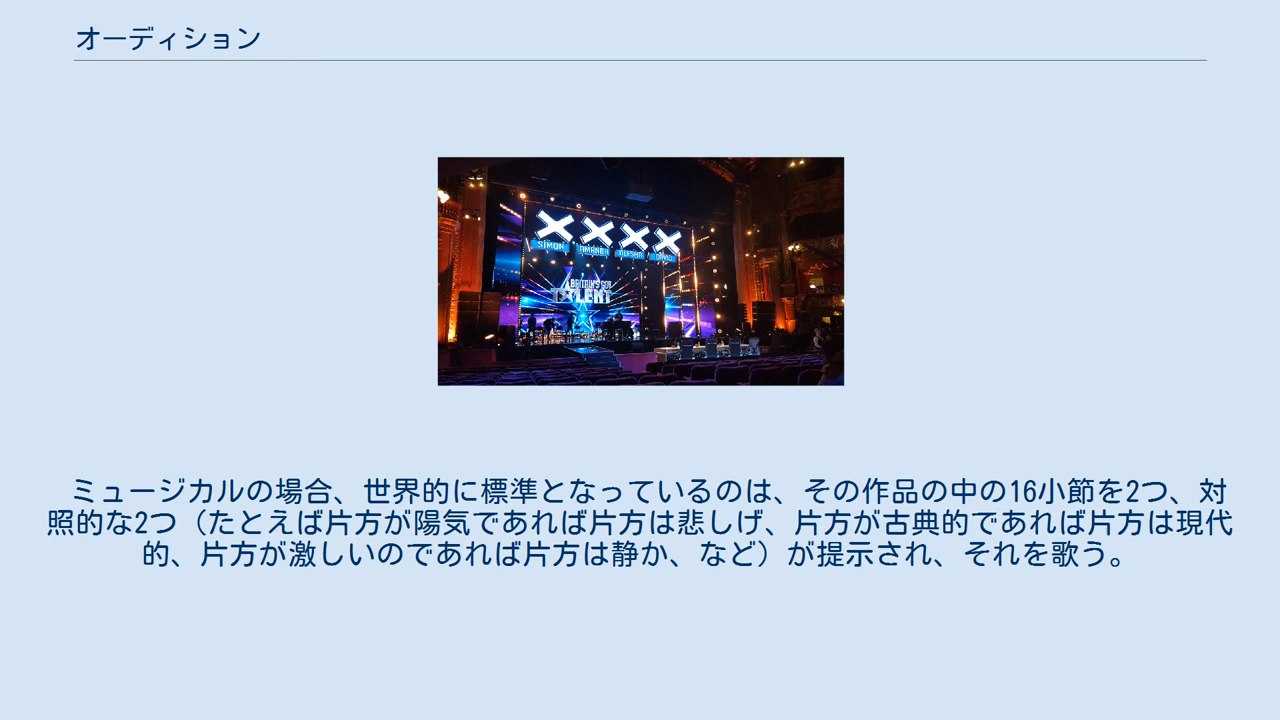 オーディション
SIMON
AMANDA
ALESHA
DAVID
BRITAIN'S GOT
TALENT
ミュージカルの場合、世界的に標準となっているのは、その作品の中の16小節を2つ、対
照的な2つ（たとえば片方が陽気であれば片方は悲しげ、片方が古典的であれば片方は現代
的、片方が激しいのであれば片方は静か、など）が提示され、それを歌う。